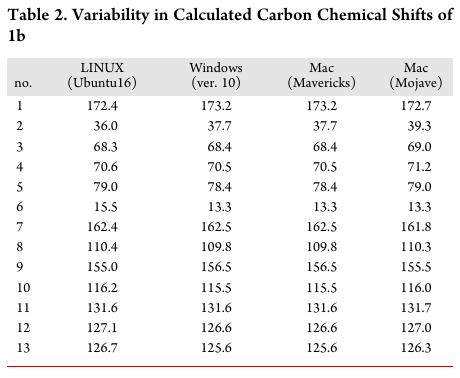 Table 2. Variability in Calculated Carbon Chemical Shifts of
1b
LINUX Windows Mac Mac
no. (Ubuntu16) (ver. 10) (Mavericks) (Mojave)
1 172.4 173.2 173.2 172.7
2 36.0 37.7 37.7 39.3
3 68.3 68.4 68.4 69.0
4 70.6 70.5 70.5 71.2
5 79.0 78.4 78.4 79.0
6 15.5 13.3 13.3 13.3
7 162.4 162.5 162.5 161.8
8 110.4 109.8 109.8 110.3
9 155.0 156.5 156.5 155.5
10 116.2 115.5 115.5 116.0
11 131.6 131.6 131.6 131.7
12 127.1 126.6 126.6 127.0
13 126.7 125.6 125.6 126.3